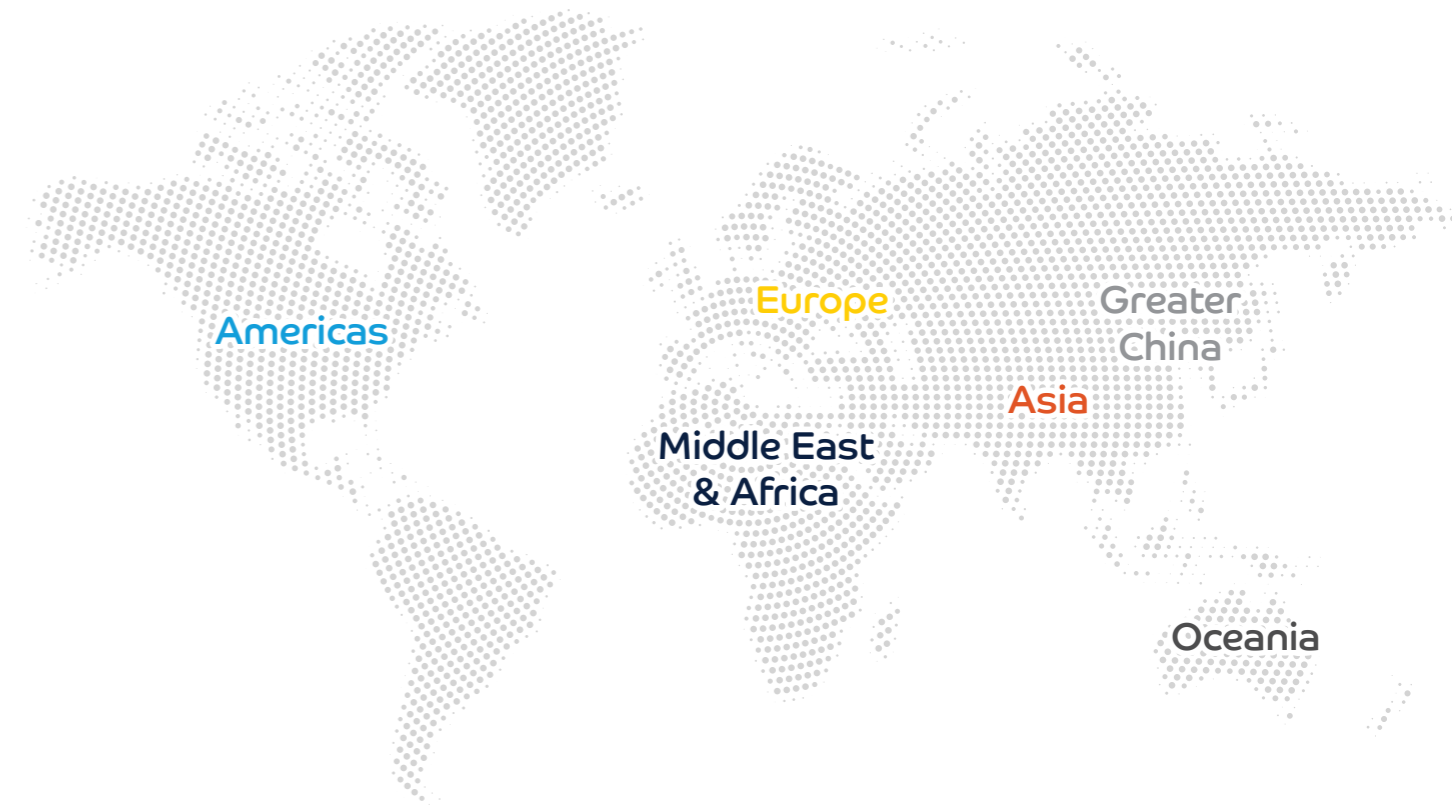 Europe
Greater
China
Americas
Asia
Middle East
& Africa
Oceania